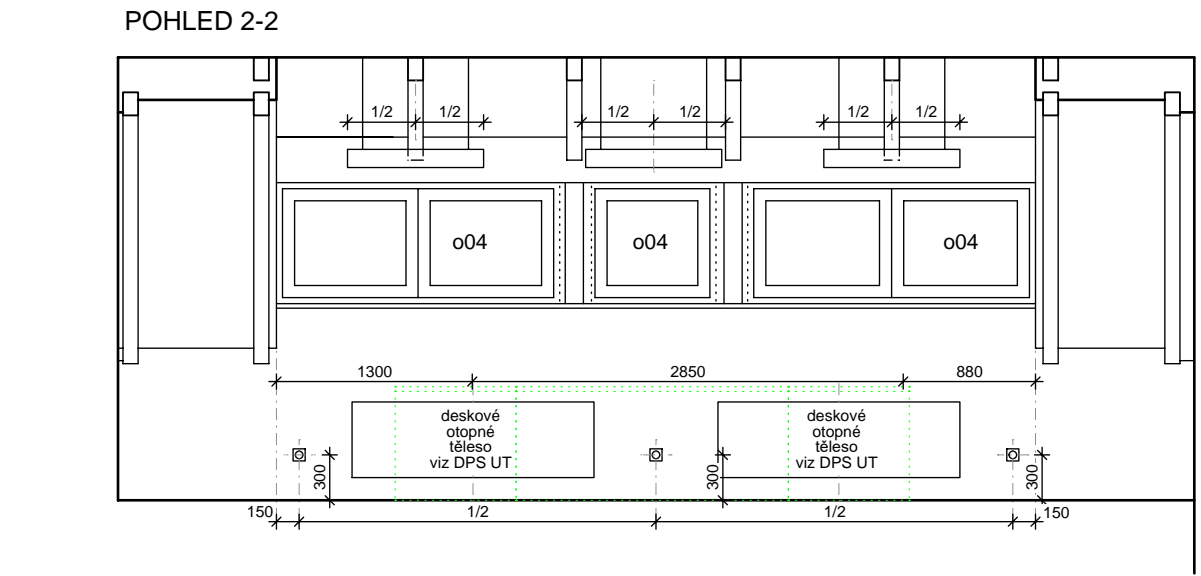 POHLED 2-2
1/2 1/2 1/2 1/2 1/2 1/2
o04 o04 o04
1300 2850 880
deskové
otopné
těleso
viz DPS UT
deskové
otopné
těleso
viz DPS UT
300 300 300
150 1/2 1/2 150